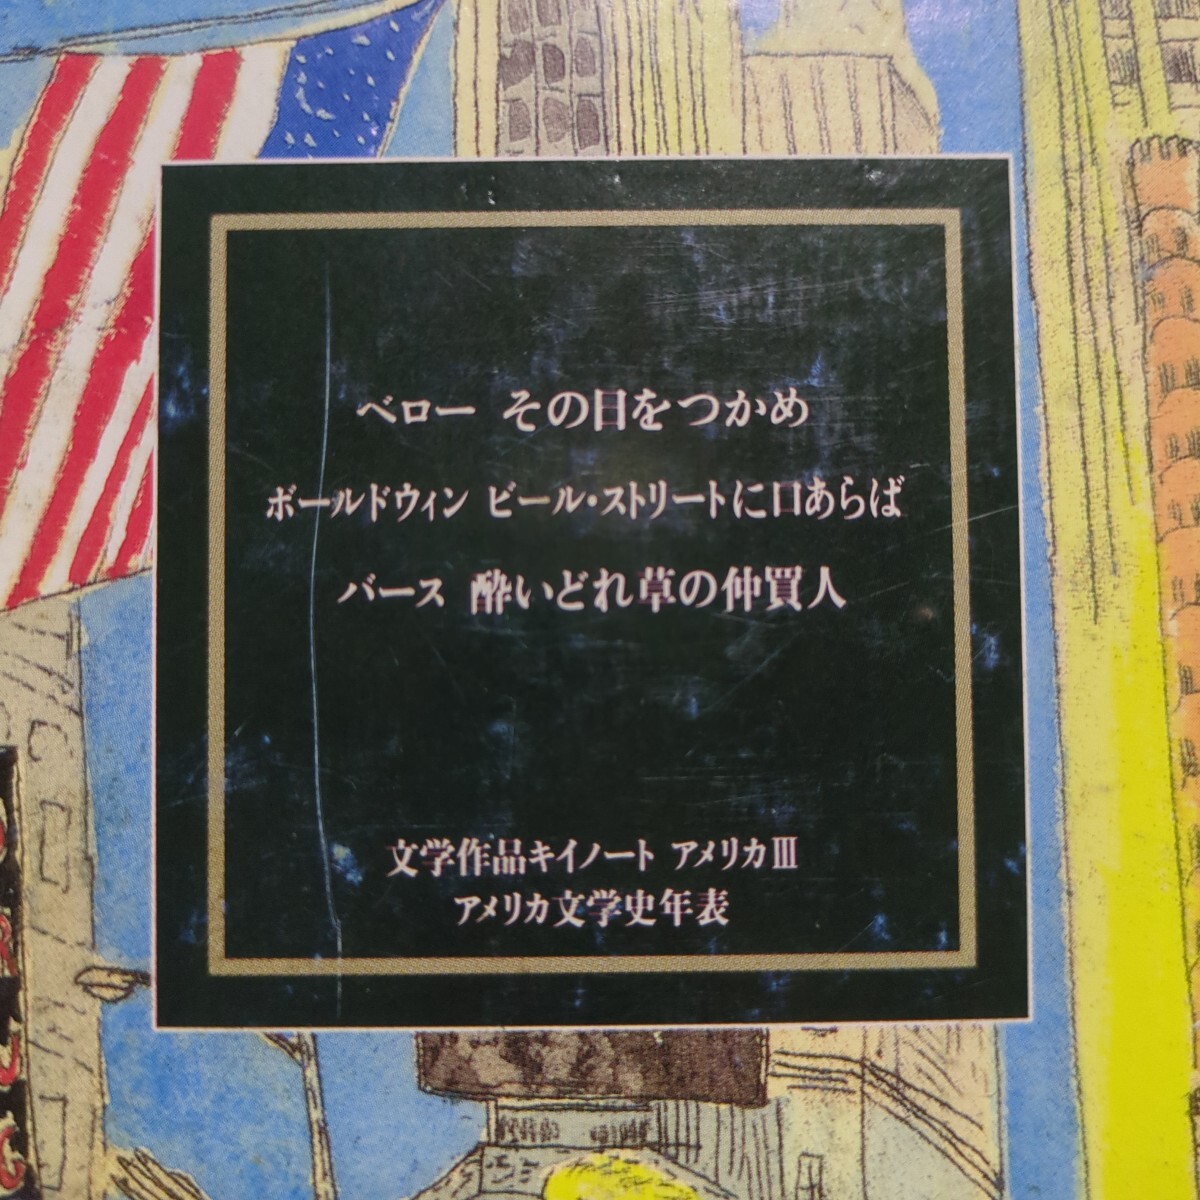 ベロー その日をつかめ
ボールドウィン ビール・ストリートに口あらば
バース 酔いどれ草の仲買人
文学作品キイノート アメリカⅢ
アメリカ文学史年表